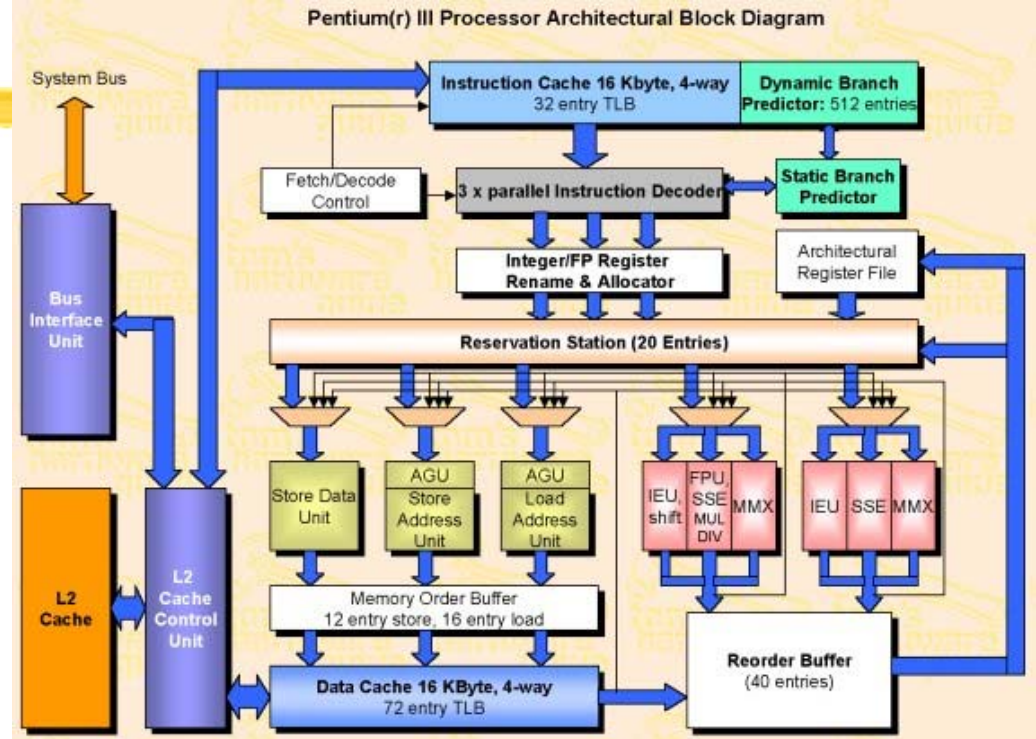 Pentium(r) III Processor Architectural Block Diagram
System Bus
Instruction Cache 16 Kbyte, 4-way
32 entry TLB
Dynamic Branch
Predictor: 512 entries
Fetch/Decode
Control
3 x parallel Instruction Decoder
Static Branch
Predictor
Integer/FP Register
Rename & Allocator
Architectural
Register File
Bus
Interface
Unit
Reservation Station (20 Entries)
Store Data
Unit
AGU
Store
Address
Unit
AGU
Load
Address
Unit
IEU,
shift
FPU,
SSE
MUL
DIV
MMX
IEU
SSE
MMX
L2
Cache
L2
Cache
Control
Unit
Memory Order Buffer
12 entry store, 16 entry load
Data Cache 16 KByte, 4-way
72 entry TLB
Reorder Buffer
(40 entries)